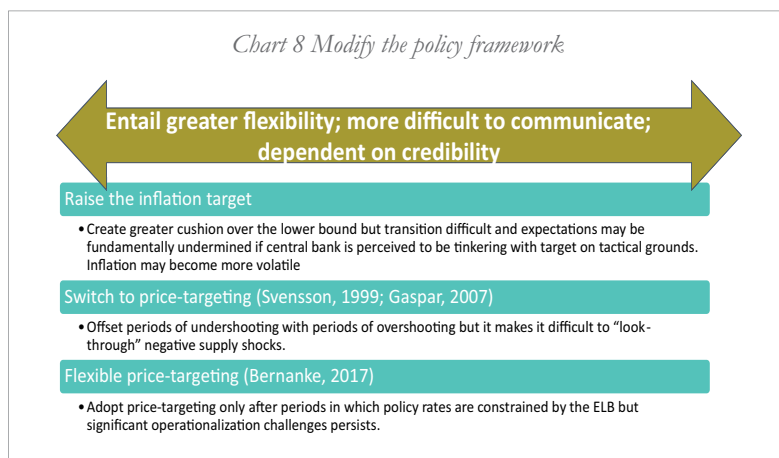 Chart 8 Modify the policy framework
Entail greater flexibility; more difficult to communicate;
dependent on credibility
Raise the inflation target
• Create greater cushion over the lower bound but transition difficult and expectations may be
fundamentally undermined if central bank is perceived to be tinkering with target on tactical grounds.
Inflation may become more volatile
Switch to price-targeting (Svensson, 1999; Gaspar, 2007)
• Offset periods of undershooting with periods of overshooting but it makes it difficult to “look-
through” negative supply shocks.
Flexible price-targeting (Bernanke, 2017)
• Adopt price-targeting only after periods in which policy rates are constrained by the ELB but
significant operationalization challenges persists.